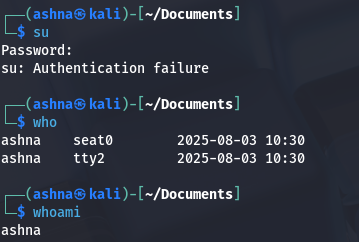 ┌──(ashna㉿kali)-[~/Documents]
└─$ su
Password:
su: Authentication failure
┌──(ashna㉿kali)-[~/Documents]
└─$ who
ashna    seat0        2025-08-03 10:30
ashna    tty2         2025-08-03 10:30
┌──(ashna㉿kali)-[~/Documents]
└─$ whoami
ashna